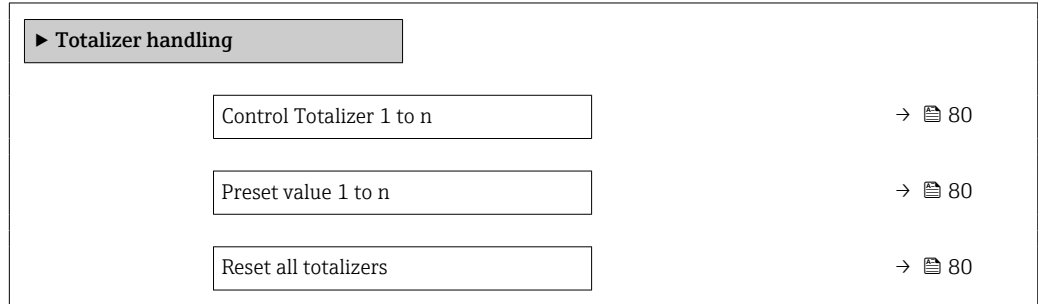 ► Totalizer handling
Control Totalizer 1 to n → 80
Preset value 1 to n → 80
Reset all totalizers → 80